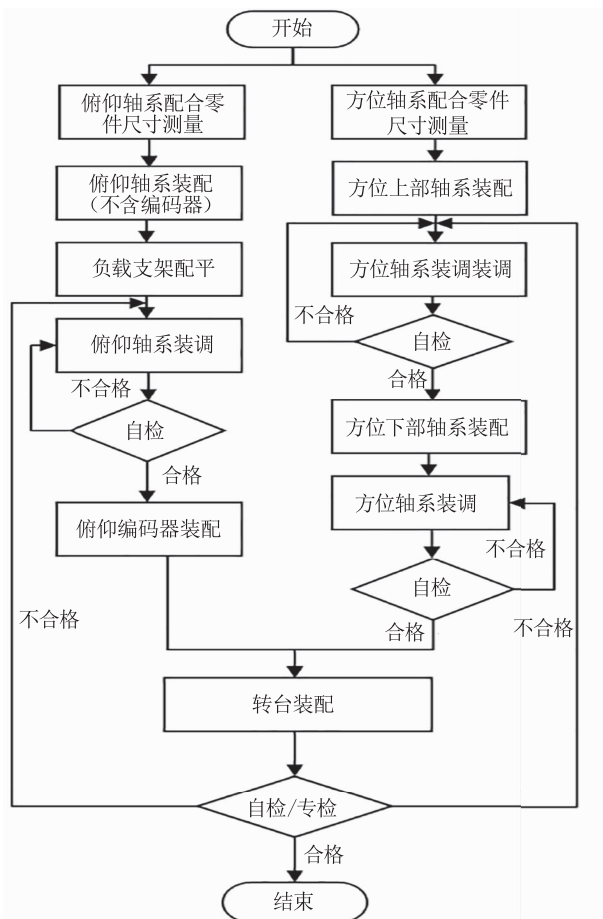 开始
俯仰轴系配合零
件尺寸测量
俯仰轴系装配
（不含编码器）
负载支架配平
俯仰轴系装调
不合格
自检
合格
俯仰编码器装配
不合格
方位轴系配合零件
尺寸测量
方位上部轴系装配
方位轴系装调装调
不合格
自检
合格
方位下部轴系装配
方位轴系装调
不合格
自检
合格
不合格
转台装配
自检/专检
合格
结束